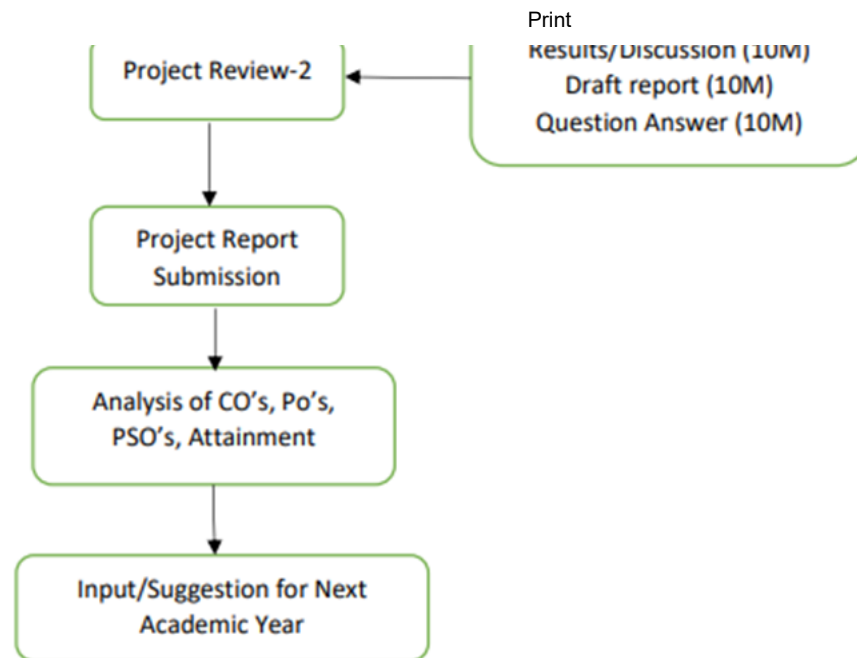 Print
Project Review-2
Results/Discussion (10M)
Draft report (10M)
Question Answer (10M)
Project Report
Submission
Analysis of CO’s, Po’s,
PSO’s, Attainment
Input/Suggestion for Next
Academic Year